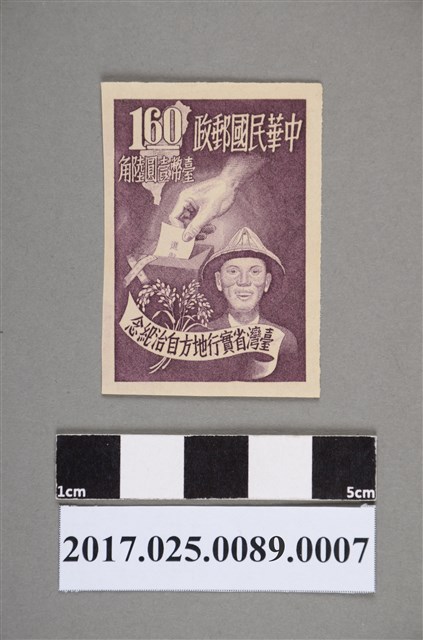 1.60
中華民國郵政
臺幣壹圓陸角
選
臺灣省實行地方自治紀念
1cm
5cm
2017.025.0089.0007